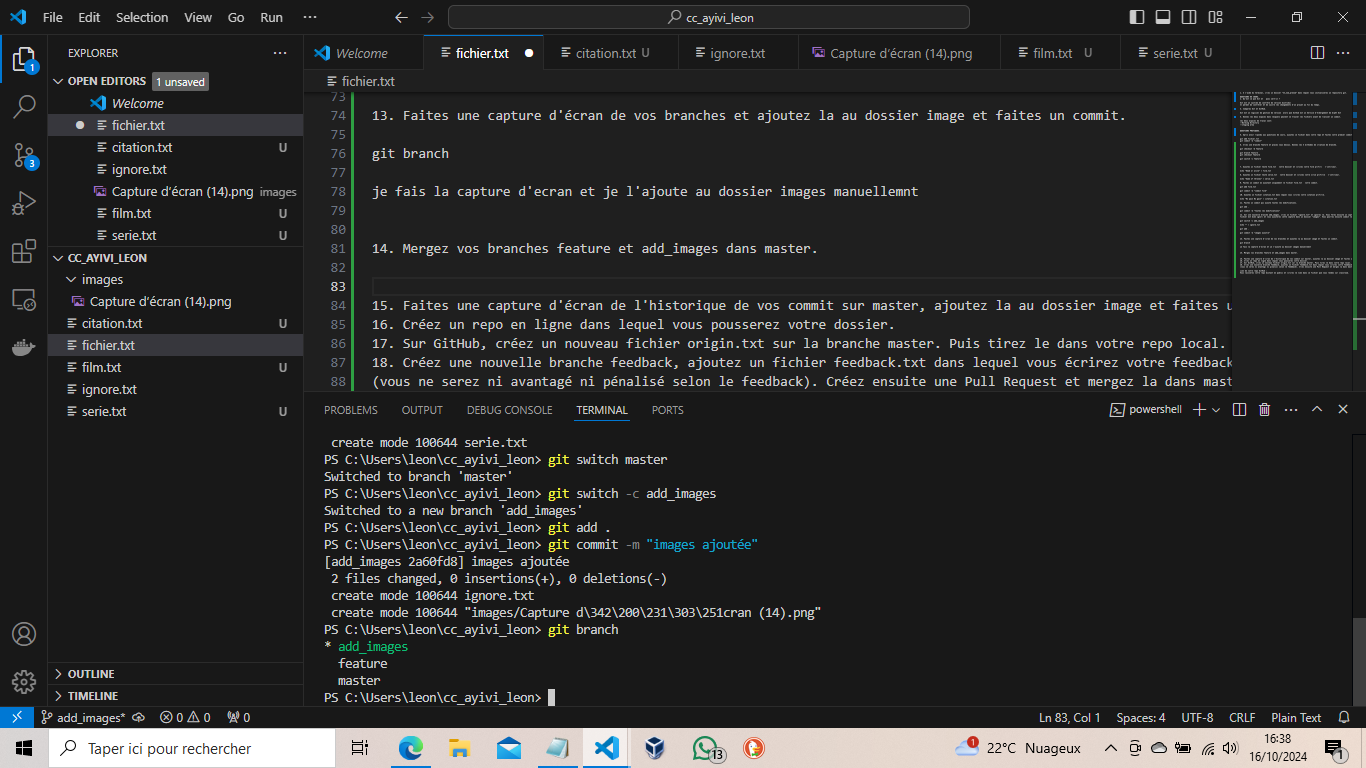 File Edit Selection View Go Run ··· cc_ayivi_leon
EXPLORER ···
OPEN EDITORS 1 unsaved
Welcome
fichier.txt
citation.txt U
ignore.txt
Capture d'écran (14).png images
film.txt U
serie.txt U
CC_AYIVI_LEON
images
Capture d'écran (14).png
citation.txt U
fichier.txt
film.txt U
ignore.txt
serie.txt U
OUTLINE
TIMELINE
1
3
Welcome fichier.txt citation.txt U ignore.txt Capture d'écran (14).png film.txt U serie.txt U ···
fichier.txt
73
74 13. Faites une capture d'écran de vos branches et ajoutez la au dossier image et faites un commit.
75
76 git branch
77
78 je fais la capture d'ecran et je l'ajoute au dossier images manuellemnt
79
80
81 14. Mergez vos branches feature et add_images dans master.
82
83
84 15. Faites une capture d'écran de l'historique de vos commit sur master, ajoutez la au dossier image et faites u
85 16. Créez un repo en ligne dans lequel vous pousserez votre dossier.
86 17. Sur GitHub, créez un nouveau fichier origin.txt sur la branche master. Puis tirez le dans votre repo local.
87 18. Créez une nouvelle branche feedback, ajoutez un fichier feedback.txt dans lequel vous écrirez votre feedback
88 (vous ne serez ni avantagé ni pénalisé selon le feedback). Créez ensuite une Pull Request et mergez la dans mast
PROBLEMS OUTPUT DEBUG CONSOLE TERMINAL PORTS powershell ···
create mode 100644 serie.txt
PS C:\Users\leon\cc_ayivi_leon> git switch master
Switched to branch 'master'
PS C:\Users\leon\cc_ayivi_leon> git switch -c add_images
Switched to a new branch 'add_images'
PS C:\Users\leon\cc_ayivi_leon> git add .
PS C:\Users\leon\cc_ayivi_leon> git commit -m "images ajoutée"
[add_images 2a60fd8] images ajoutée
2 files changed, 0 insertions(+), 0 deletions(-)
create mode 100644 ignore.txt
create mode 100644 "images/Capture d\342\200\231\303\251cran (14).png"
PS C:\Users\leon\cc_ayivi_leon> git branch
* add_images
feature
master
PS C:\Users\leon\cc_ayivi_leon>
add_images* 0 0 0 Ln 83, Col 1 Spaces: 4 UTF-8 CRLF Plain Text
Taper ici pour rechercher 13 1 22°C Nuageux 16:38
16/10/2024 1